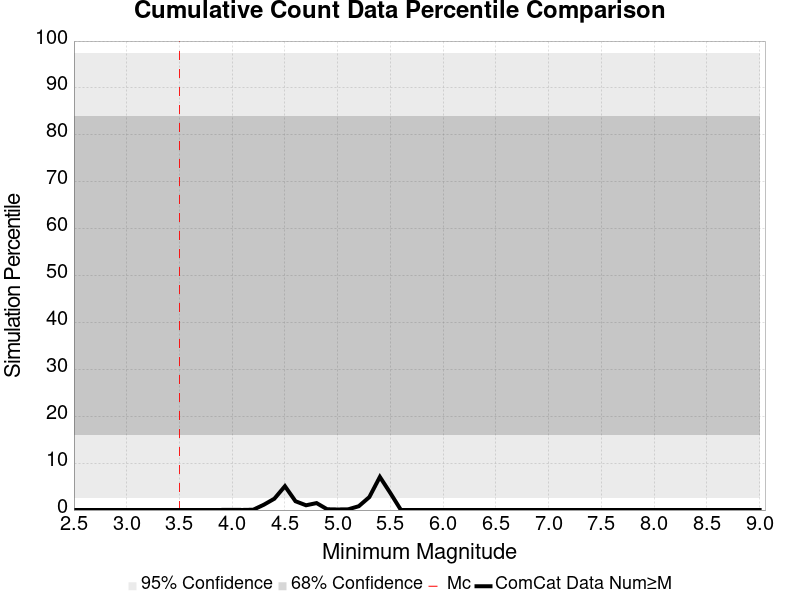 Cumulative Count Data Percentile Comparison
100
90
80
70
60
50
40
30
20
10
0
Simulation Percentile
2.5 3.0 3.5 4.0 4.5 5.0 5.5 6.0 6.5 7.0 7.5 8.0 8.5 9.0
Minimum Magnitude
95% Confidence 68% Confidence Mc ComCat Data Num≥M